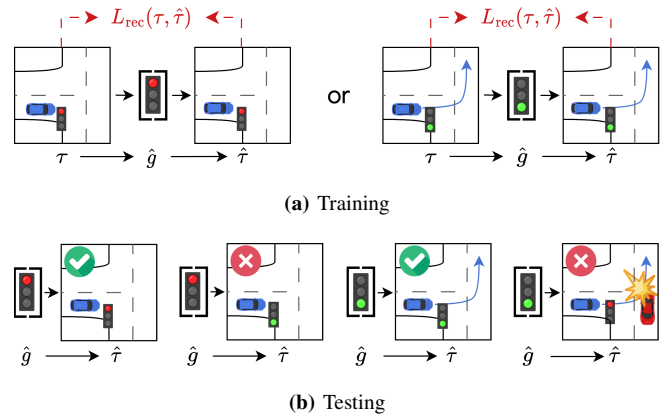 L_rec(τ, τ̂) L_rec(τ, τ̂)
or
τ ĝ τ̂ τ ĝ τ̂
(a) Training
ĝ τ̂ ĝ τ̂ ĝ τ̂ ĝ τ̂
(b) Testing